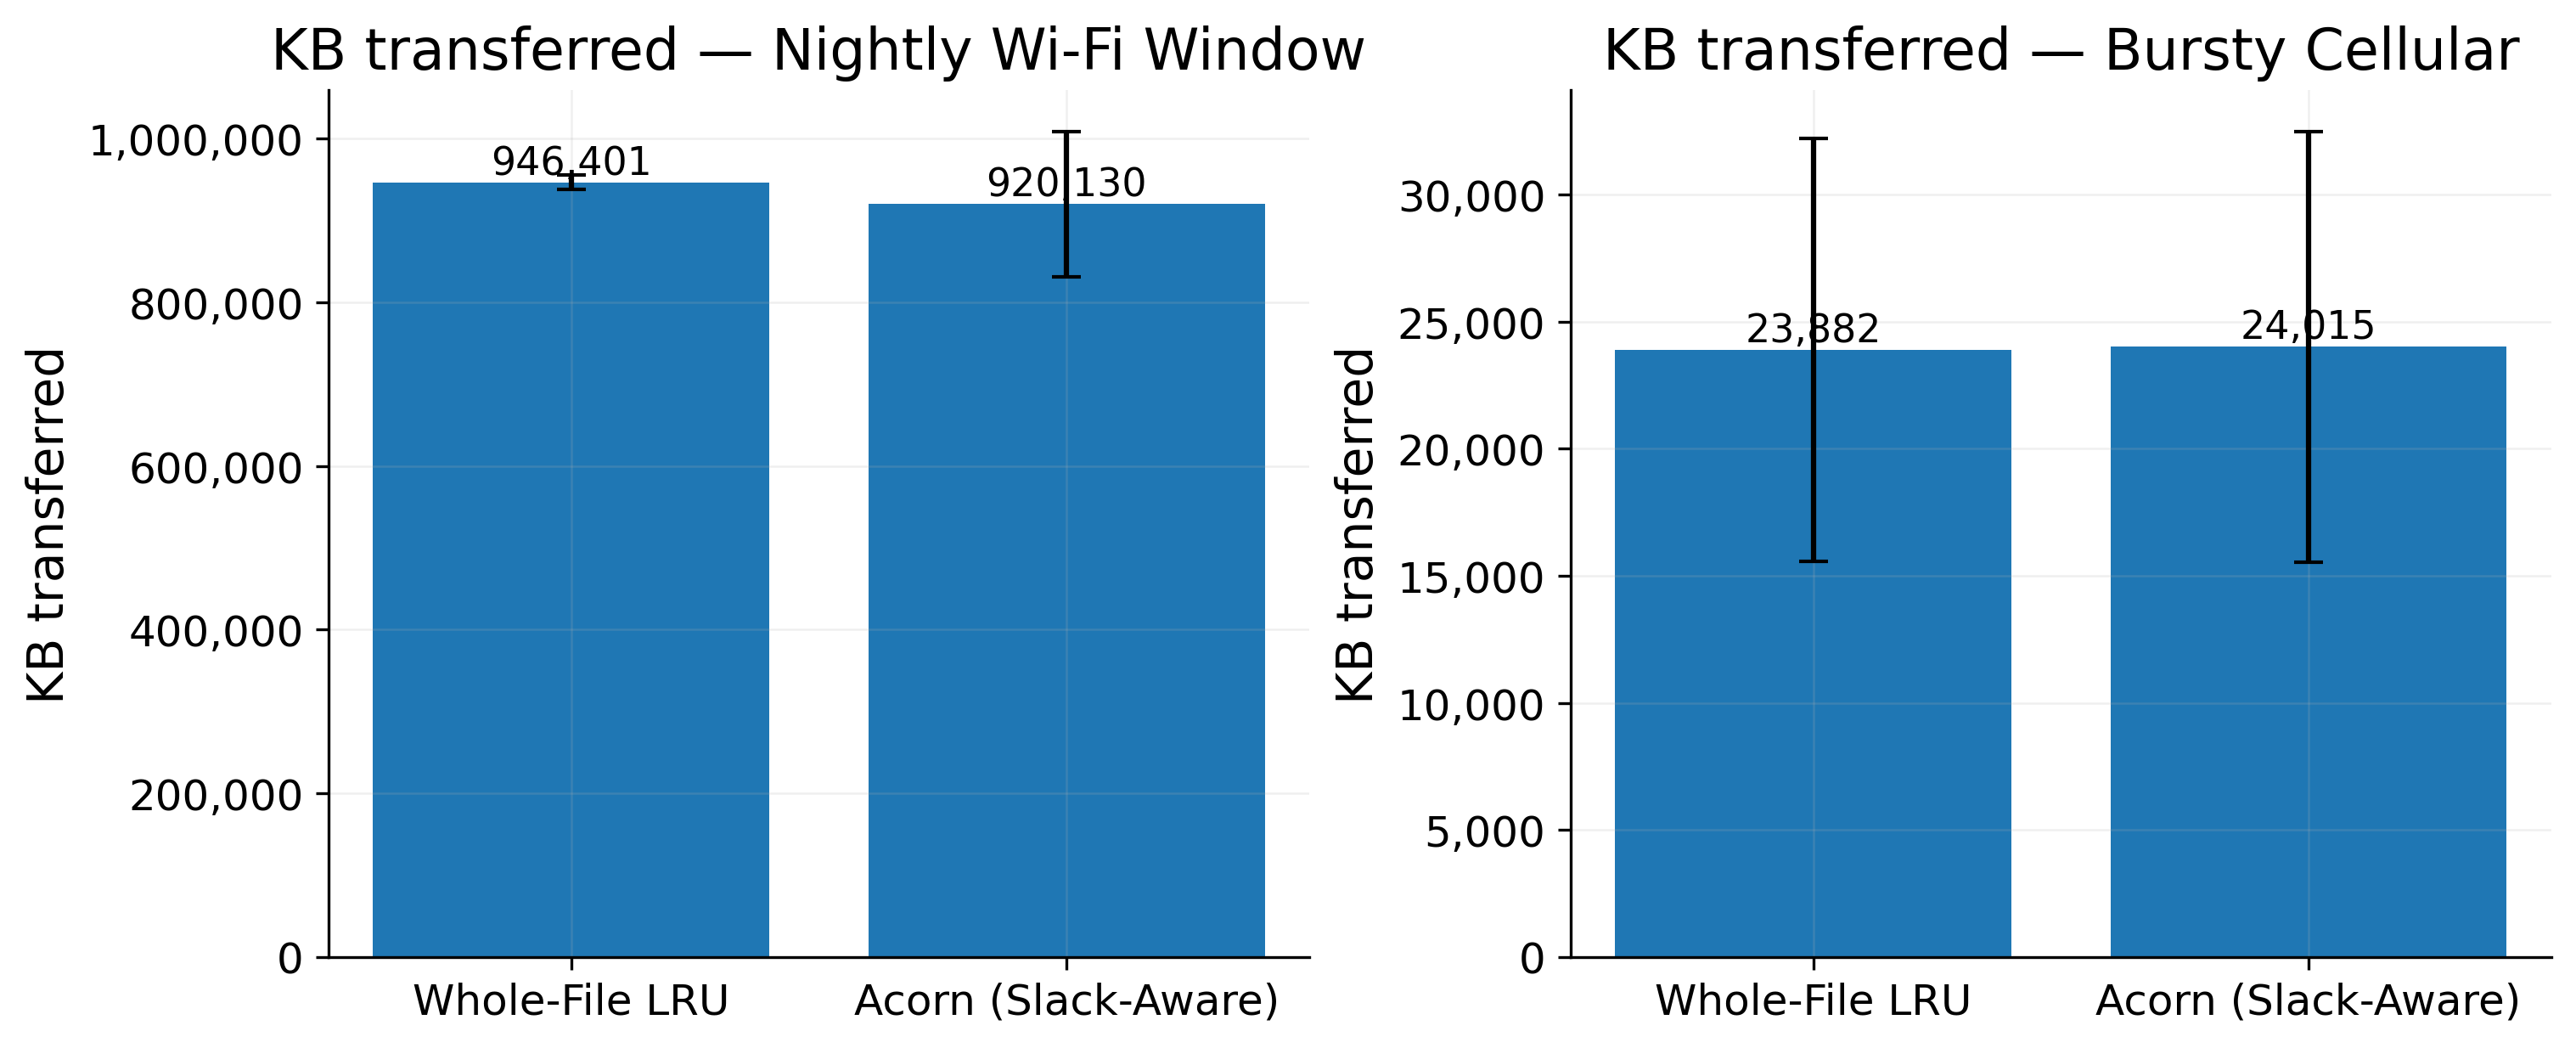 KB transferred — Nightly Wi-Fi Window
KB transferred
1,000,000
800,000
600,000
400,000
200,000
0
946,401
920,130
Whole-File LRU
Acorn (Slack-Aware)
KB transferred — Bursty Cellular
KB transferred
30,000
25,000
20,000
15,000
10,000
5,000
0
23,882
24,015
Whole-File LRU
Acorn (Slack-Aware)